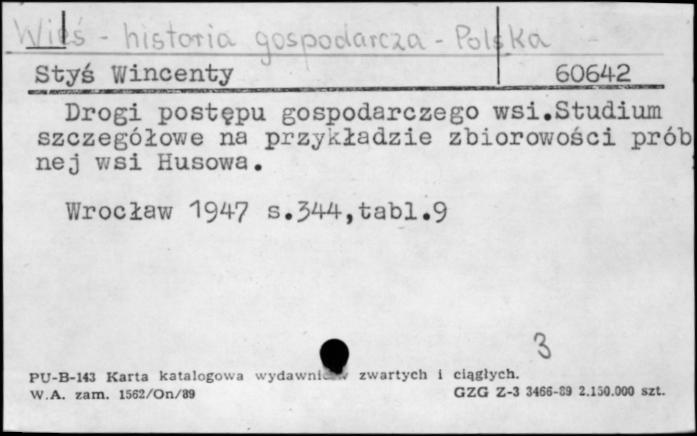 Wieś - historia gospodarcza - Polska
Styś Wincenty 60642
Drogi postępu gospodarczego wsi.Studium
szczegółowe na przykładzie zbiorowości prób
nej wsi Husowa.
Wrocław 1947 s.344,tabl.9
3
PU-B-143 Karta katalogowa zwartych i ciągłych.
W.A. zam. 1562/On/89 GZG Z-3 3466-89 2.150.000 szt.